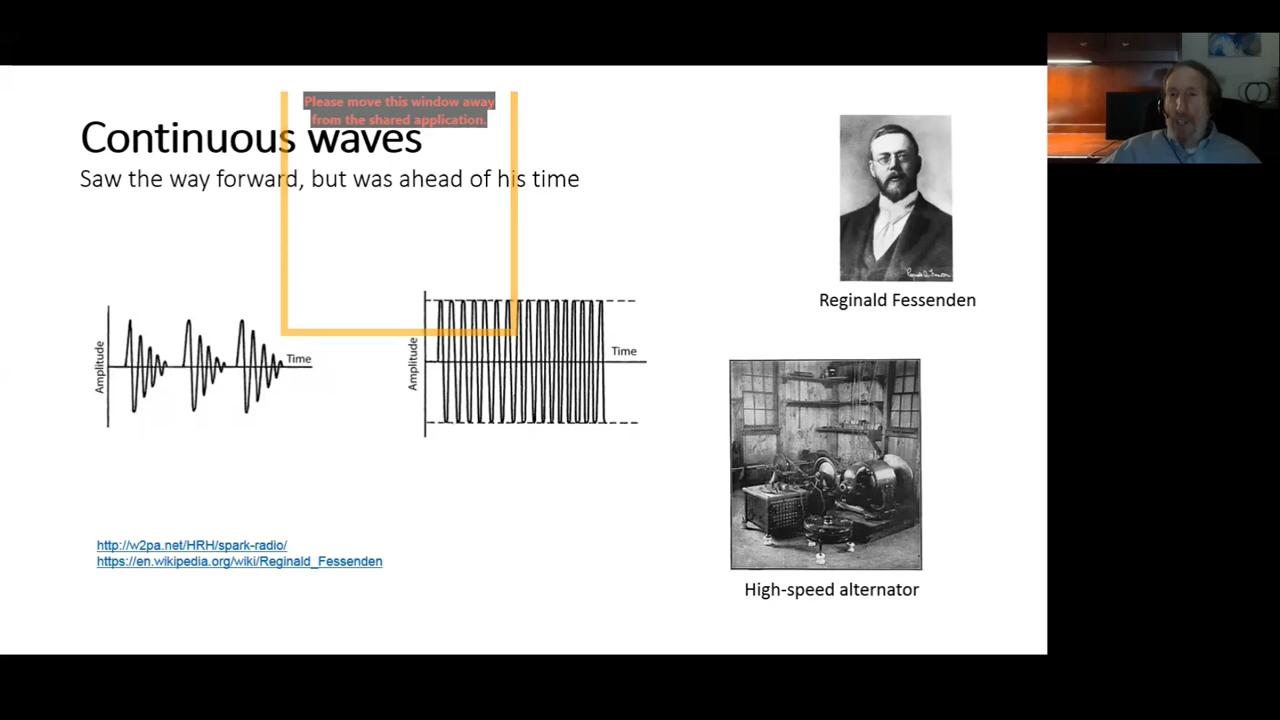 Please move this window away
from the shared application.
Continuous waves
Saw the way forward, but was ahead of his time
Reginald Fessenden
Amplitude
Time
Amplitude
Time
High-speed alternator
http://w2pa.net/HRH/spark-radio/
https://en.wikipedia.org/wiki/Reginald_Fessenden